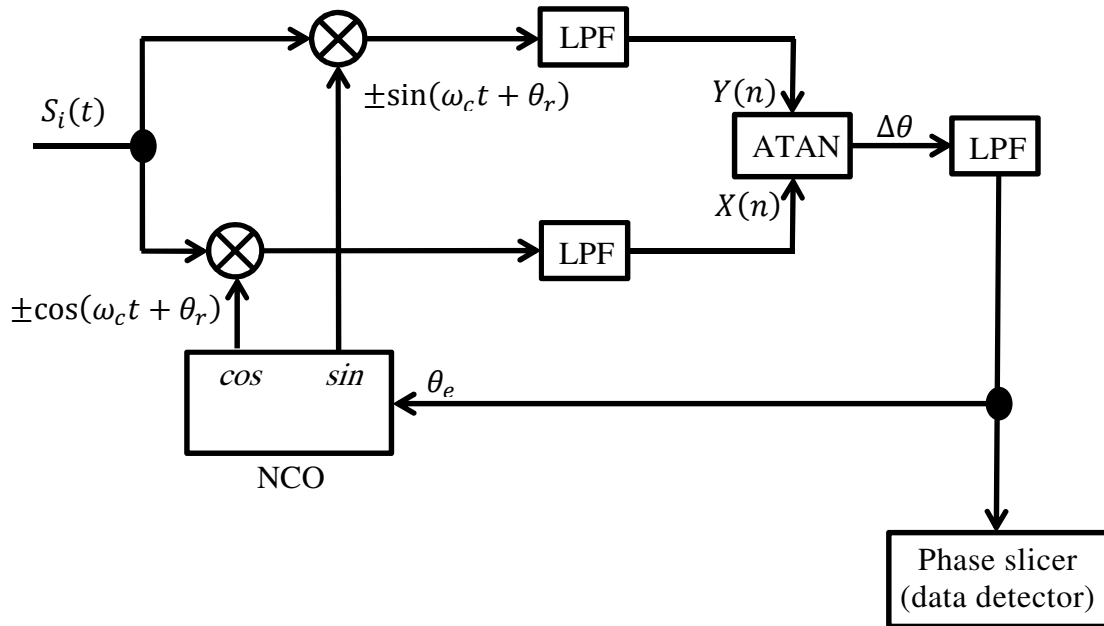 LPF
±sin(ω_c t + θ_r)
S_i(t)
Y(n)
ATAN
Δθ
LPF
X(n)
LPF
±cos(ω_c t + θ_r)
cos sin
θ_e
NCO
Phase slicer
(data detector)